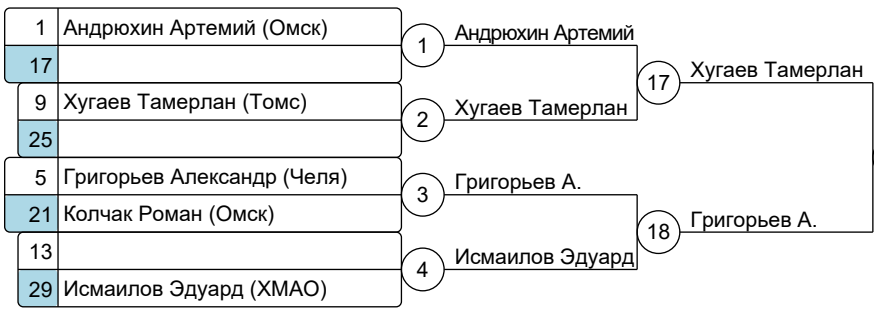 1 Андрюхин Артемий (Омск)
17
1 Андрюхин Артемий
9 Хугаев Тамерлан (Томс)
25
2 Хугаев Тамерлан
17 Хугаев Тамерлан
5 Григорьев Александр (Челя)
21 Колчак Роман (Омск)
3 Григорьев А.
13
29 Исмаилов Эдуард (ХМАО)
4 Исмаилов Эдуард
18 Григорьев А.